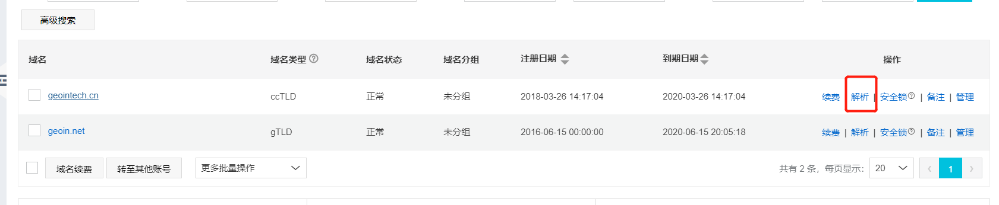 高级搜索
域名 域名类型 域名状态 域名分组 注册日期 到期日期 操作
geointech.cn ccTLD 正常 未分组 2018-03-26 14:17:04 2020-03-26 14:17:04 续费 解析 | 安全锁 | 备注 | 管理
geoin.net gTLD 正常 未分组 2016-06-15 00:00:00 2020-06-15 20:05:18 续费 | 解析 | 安全锁 | 备注 | 管理
域名续费 转至其他账号 更多批量操作 共有 2 条，每页显示： 20 ‹ 1 ›